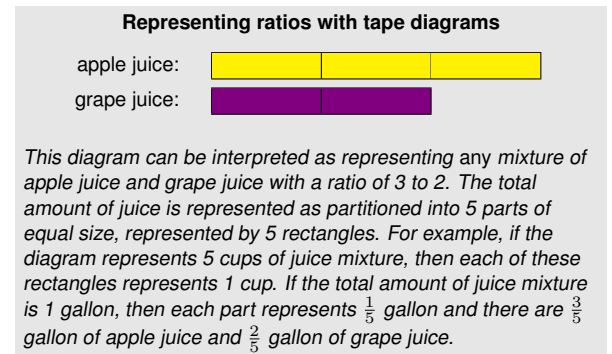 Representing ratios with tape diagrams
apple juice:
grape juice:
This diagram can be interpreted as representing any mixture of
apple juice and grape juice with a ratio of 3 to 2. The total
amount of juice is represented as partitioned into 5 parts of
equal size, represented by 5 rectangles. For example, if the
diagram represents 5 cups of juice mixture, then each of these
rectangles represents 1 cup. If the total amount of juice mixture
is 1 gallon, then each part represents 1/5 gallon and there are 3/5
gallon of apple juice and 2/5 gallon of grape juice.